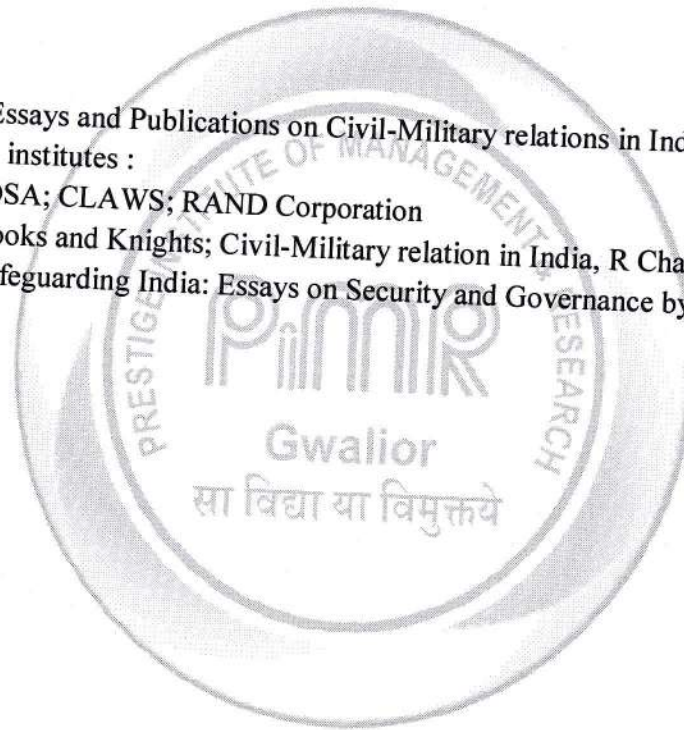 Essays and Publications on Civil-Military relations in Ind
institutes :
OSA; CLAWS; RAND Corporation
ooks and Knights; Civil-Military relation in India, R Cha
feguarding India: Essays on Security and Governance by
PRESTIGE INSTITUTE OF MANAGEMENT & RESEARCH
PiMR
Gwalior
सा विद्या या विमुक्तये